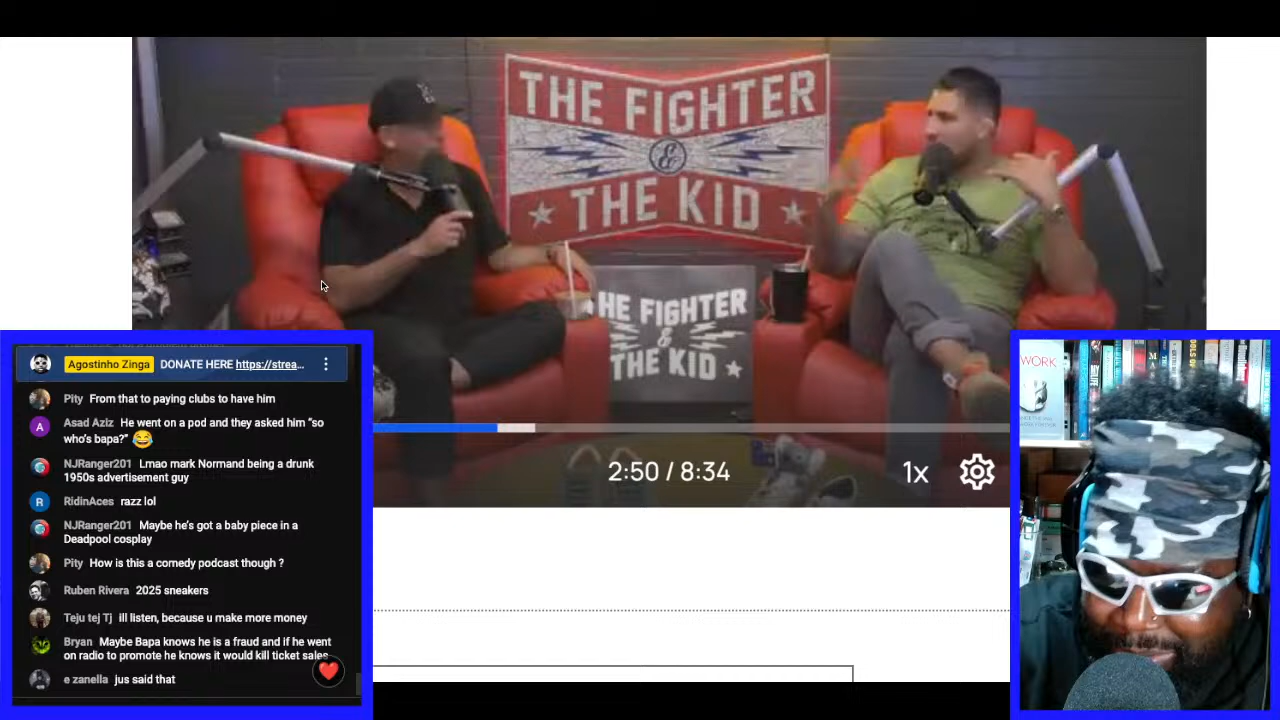 THE FIGHTER
&
THE KID
HE FIGHTER
&
THE KID
2:50 / 8:34
1x
Agostinho Zinga DONATE HERE https://strea...
Pity From that to paying clubs to have him
Asad Aziz He went on a pod and they asked him "so
who's bapa?" 😂
NJRanger201 Lmao mark Normand being a drunk
1950s advertisement guy
RidinAces razz lol
NJRanger201 Maybe he's got a baby piece in a
Deadpool cosplay
Pity How is this a comedy podcast though ?
Ruben Rivera 2025 sneakers
Teju tej Tj ill listen, because u make more money
Bryan Maybe Bapa knows he is a fraud and if he went
on radio to promote he knows it would kill ticket sales
e zanella jus said that
WORK